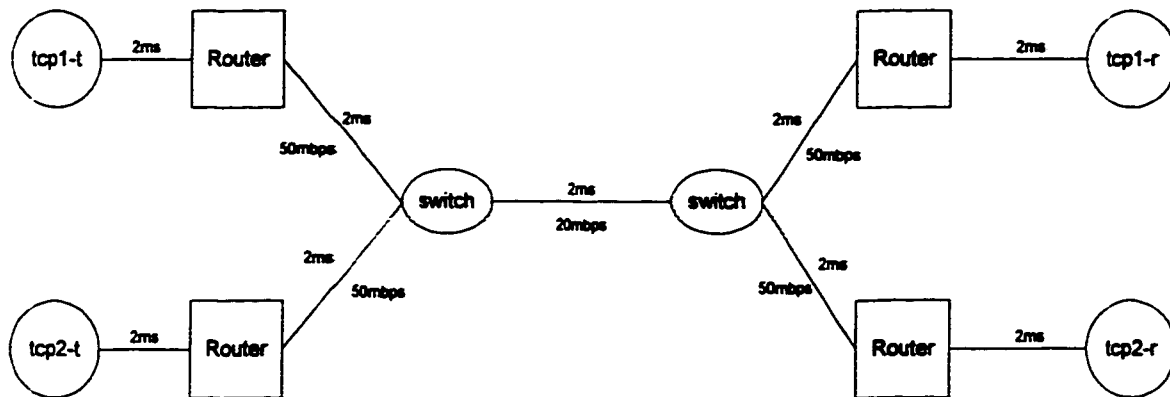 tcp1-t
2ms
Router
Router
2ms
tcp1-r
2ms
50mbps
2ms
50mbps
switch
2ms
20mbps
switch
2ms
50mbps
2ms
50mbps
tcp2-t
2ms
Router
Router
2ms
tcp2-r